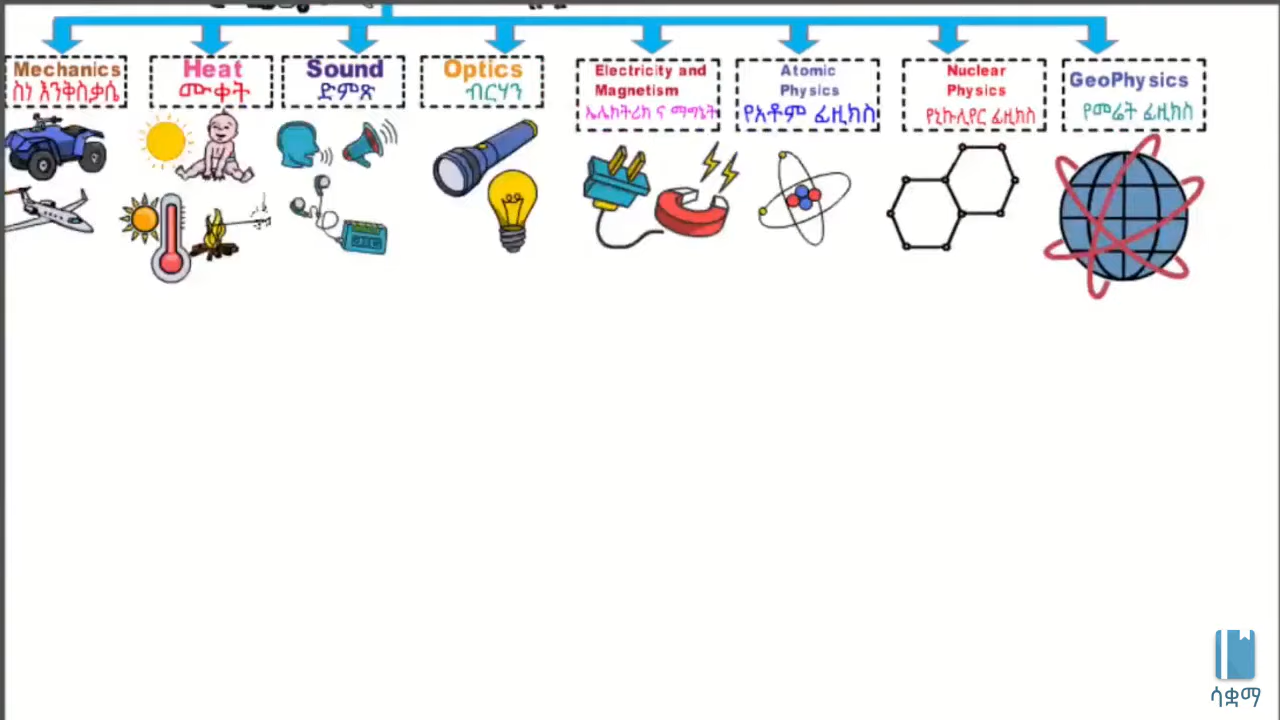 Mechanics
ስነ እንቅስቃሴ
Heat
ሙቀት
Sound
ድምጽ
Optics
ብርሃን
Electricity and
Magnetism
ኤሌክትሪክ ና ማግኔት
Atomic
Physics
የአቶም ፊዚክስ
Nuclear
Physics
የኒኩሊየር ፊዚክስ
GeoPhysics
የመሬት ፊዚክስ
ሳቋማ